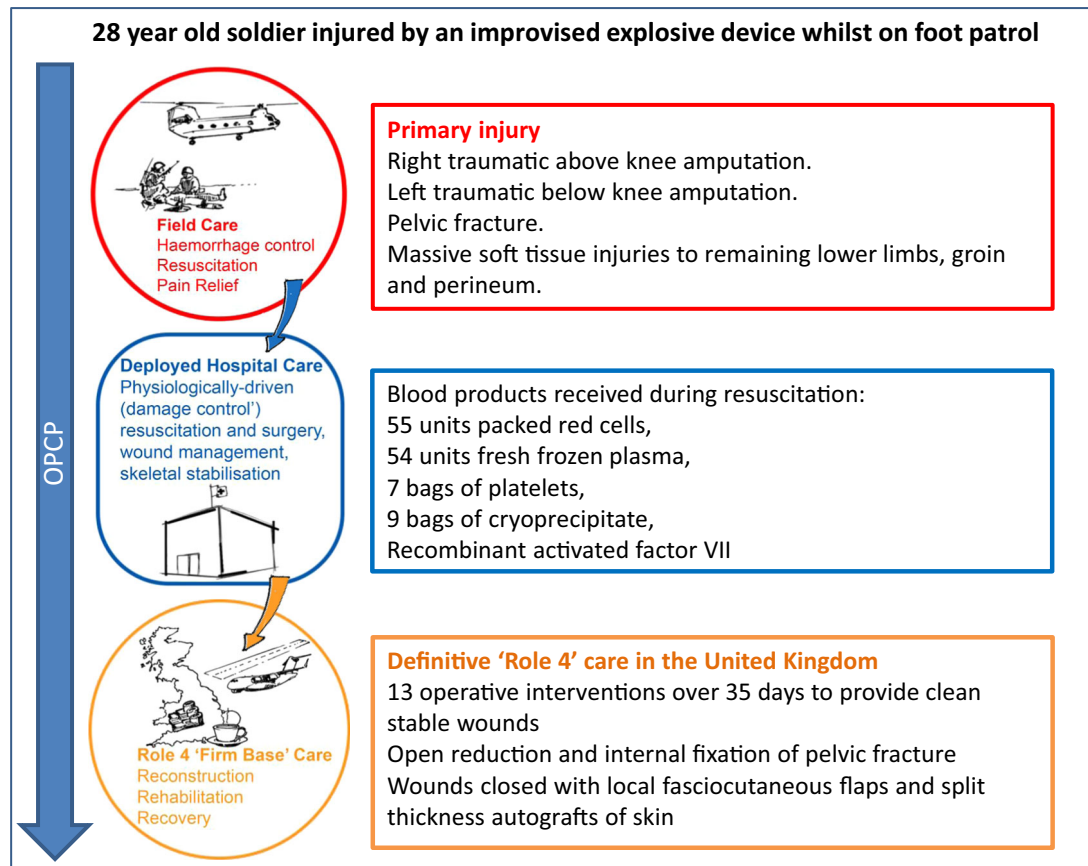 28 year old soldier injured by an improvised explosive device whilst on foot patrol
OPCP
Field Care
Haemorrhage control
Resuscitation
Pain Relief
Primary injury
Right traumatic above knee amputation.
Left traumatic below knee amputation.
Pelvic fracture.
Massive soft tissue injuries to remaining lower limbs, groin
and perineum.
Deployed Hospital Care
Physiologically-driven
(damage control’)
resuscitation and surgery,
wound management,
skeletal stabilisation
Blood products received during resuscitation:
55 units packed red cells,
54 units fresh frozen plasma,
7 bags of platelets,
9 bags of cryoprecipitate,
Recombinant activated factor VII
Role 4 ‘Firm Base’ Care
Reconstruction
Rehabilitation
Recovery
Definitive ‘Role 4’ care in the United Kingdom
13 operative interventions over 35 days to provide clean
stable wounds
Open reduction and internal fixation of pelvic fracture
Wounds closed with local fasciocutaneous flaps and split
thickness autografts of skin